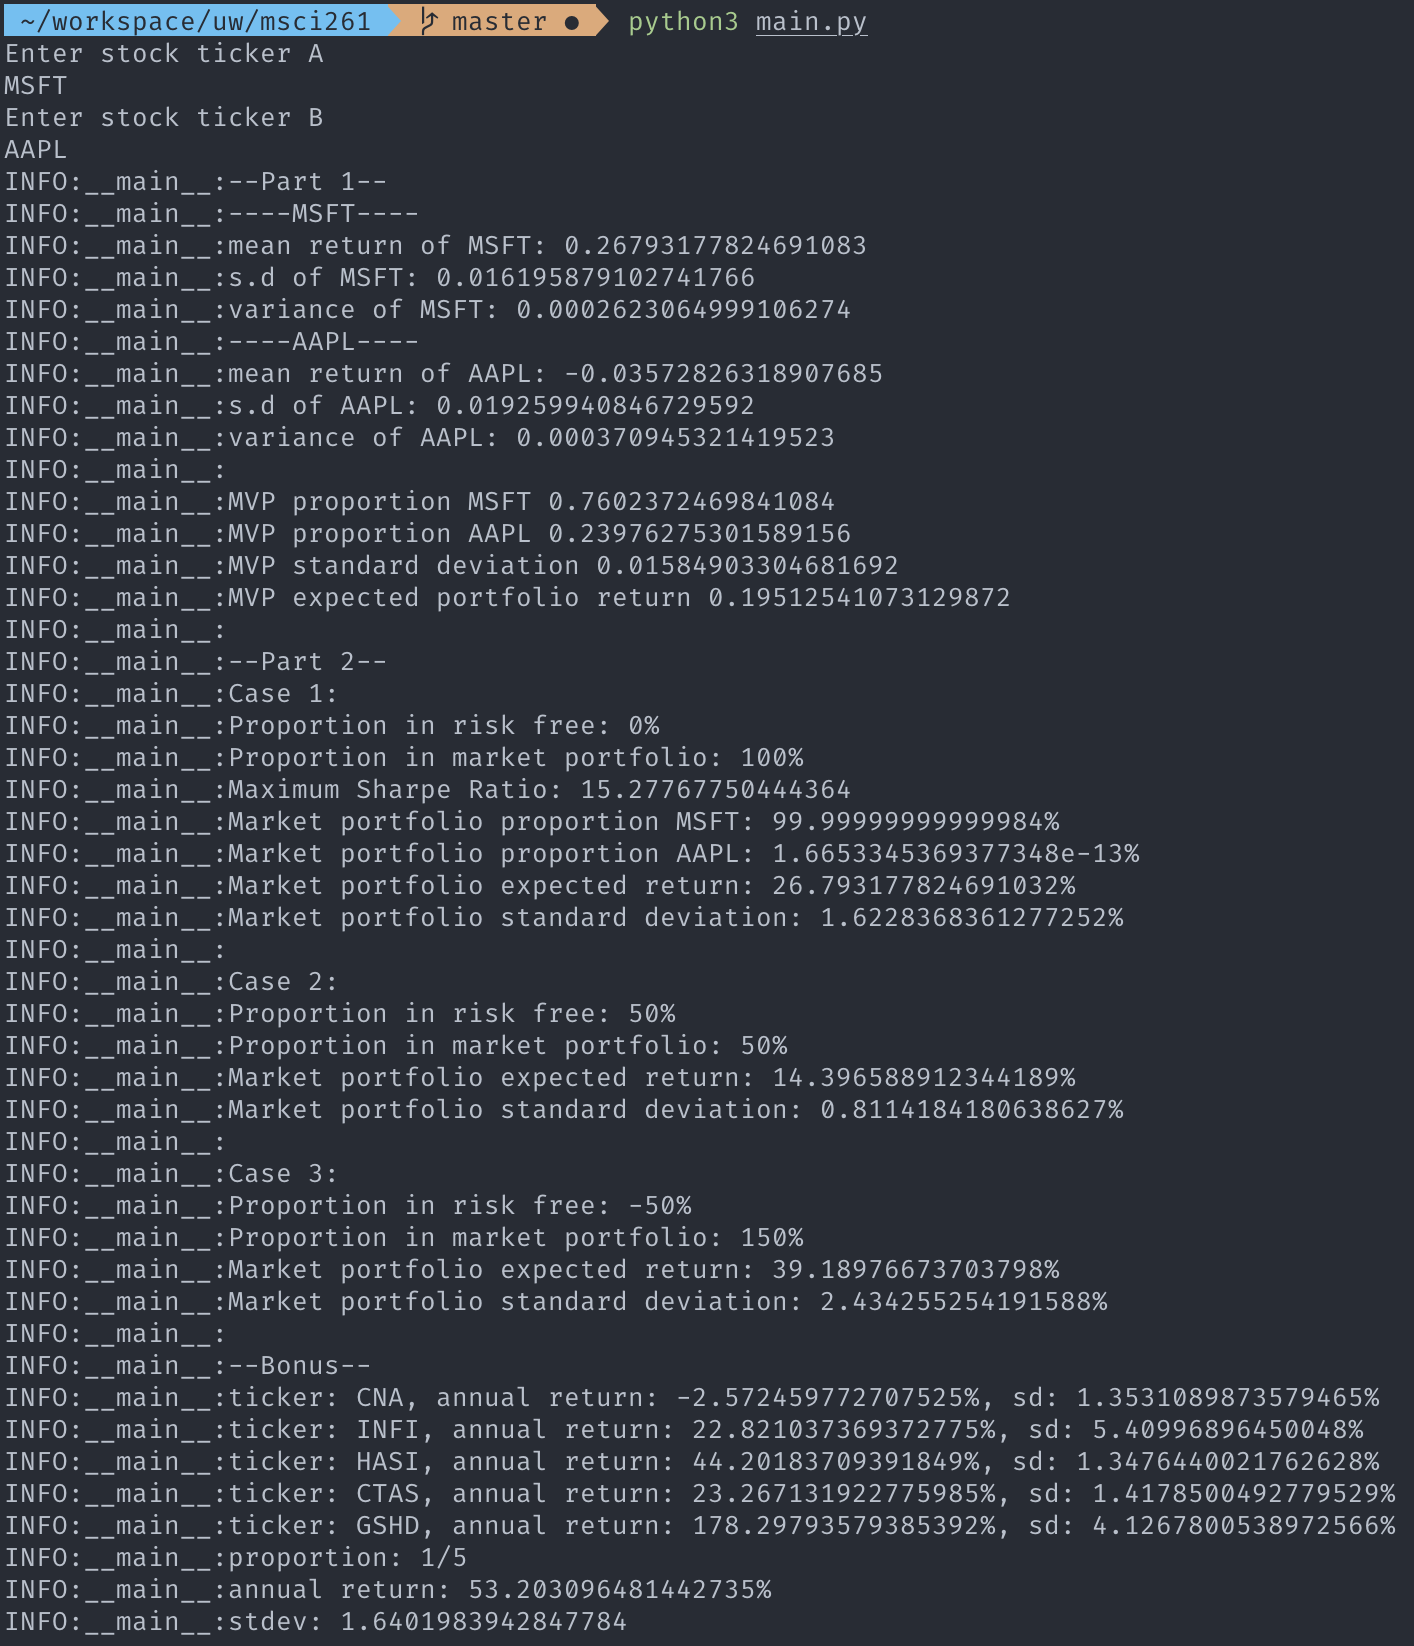 ~/workspace/uw/msci261 master ● python3 main.py
Enter stock ticker A
MSFT
Enter stock ticker B
AAPL
INFO:__main__:--Part 1--
INFO:__main__:----MSFT----
INFO:__main__:mean return of MSFT: 0.26793177824691083
INFO:__main__:s.d of MSFT: 0.016195879102741766
INFO:__main__:variance of MSFT: 0.0002623064999106274
INFO:__main__:----AAPL----
INFO:__main__:mean return of AAPL: -0.03572826318907685
INFO:__main__:s.d of AAPL: 0.019259940846729592
INFO:__main__:variance of AAPL: 0.000370945321419523
INFO:__main__:
INFO:__main__:MVP proportion MSFT 0.7602372469841084
INFO:__main__:MVP proportion AAPL 0.23976275301589156
INFO:__main__:MVP standard deviation 0.01584903304681692
INFO:__main__:MVP expected portfolio return 0.19512541073129872
INFO:__main__:
INFO:__main__:--Part 2--
INFO:__main__:Case 1:
INFO:__main__:Proportion in risk free: 0%
INFO:__main__:Proportion in market portfolio: 100%
INFO:__main__:Maximum Sharpe Ratio: 15.27767750444364
INFO:__main__:Market portfolio proportion MSFT: 99.99999999999984%
INFO:__main__:Market portfolio proportion AAPL: 1.6653345369377348e-13%
INFO:__main__:Market portfolio expected return: 26.793177824691032%
INFO:__main__:Market portfolio standard deviation: 1.6228368361277252%
INFO:__main__:
INFO:__main__:Case 2:
INFO:__main__:Proportion in risk free: 50%
INFO:__main__:Proportion in market portfolio: 50%
INFO:__main__:Market portfolio expected return: 14.396588912344189%
INFO:__main__:Market portfolio standard deviation: 0.8114184180638627%
INFO:__main__:
INFO:__main__:Case 3:
INFO:__main__:Proportion in risk free: -50%
INFO:__main__:Proportion in market portfolio: 150%
INFO:__main__:Market portfolio expected return: 39.18976673703798%
INFO:__main__:Market portfolio standard deviation: 2.434255254191588%
INFO:__main__:
INFO:__main__:--Bonus--
INFO:__main__:ticker: CNA, annual return: -2.572459772707525%, sd: 1.3531089873579465%
INFO:__main__:ticker: INFI, annual return: 22.821037369372775%, sd: 5.40996896450048%
INFO:__main__:ticker: HASI, annual return: 44.20183709391849%, sd: 1.3476440021762628%
INFO:__main__:ticker: CTAS, annual return: 23.267131922775985%, sd: 1.4178500492779529%
INFO:__main__:ticker: GSHD, annual return: 178.29793579385392%, sd: 4.1267800538972566%
INFO:__main__:proportion: 1/5
INFO:__main__:annual return: 53.203096481442735%
INFO:__main__:stdev: 1.6401983942847784